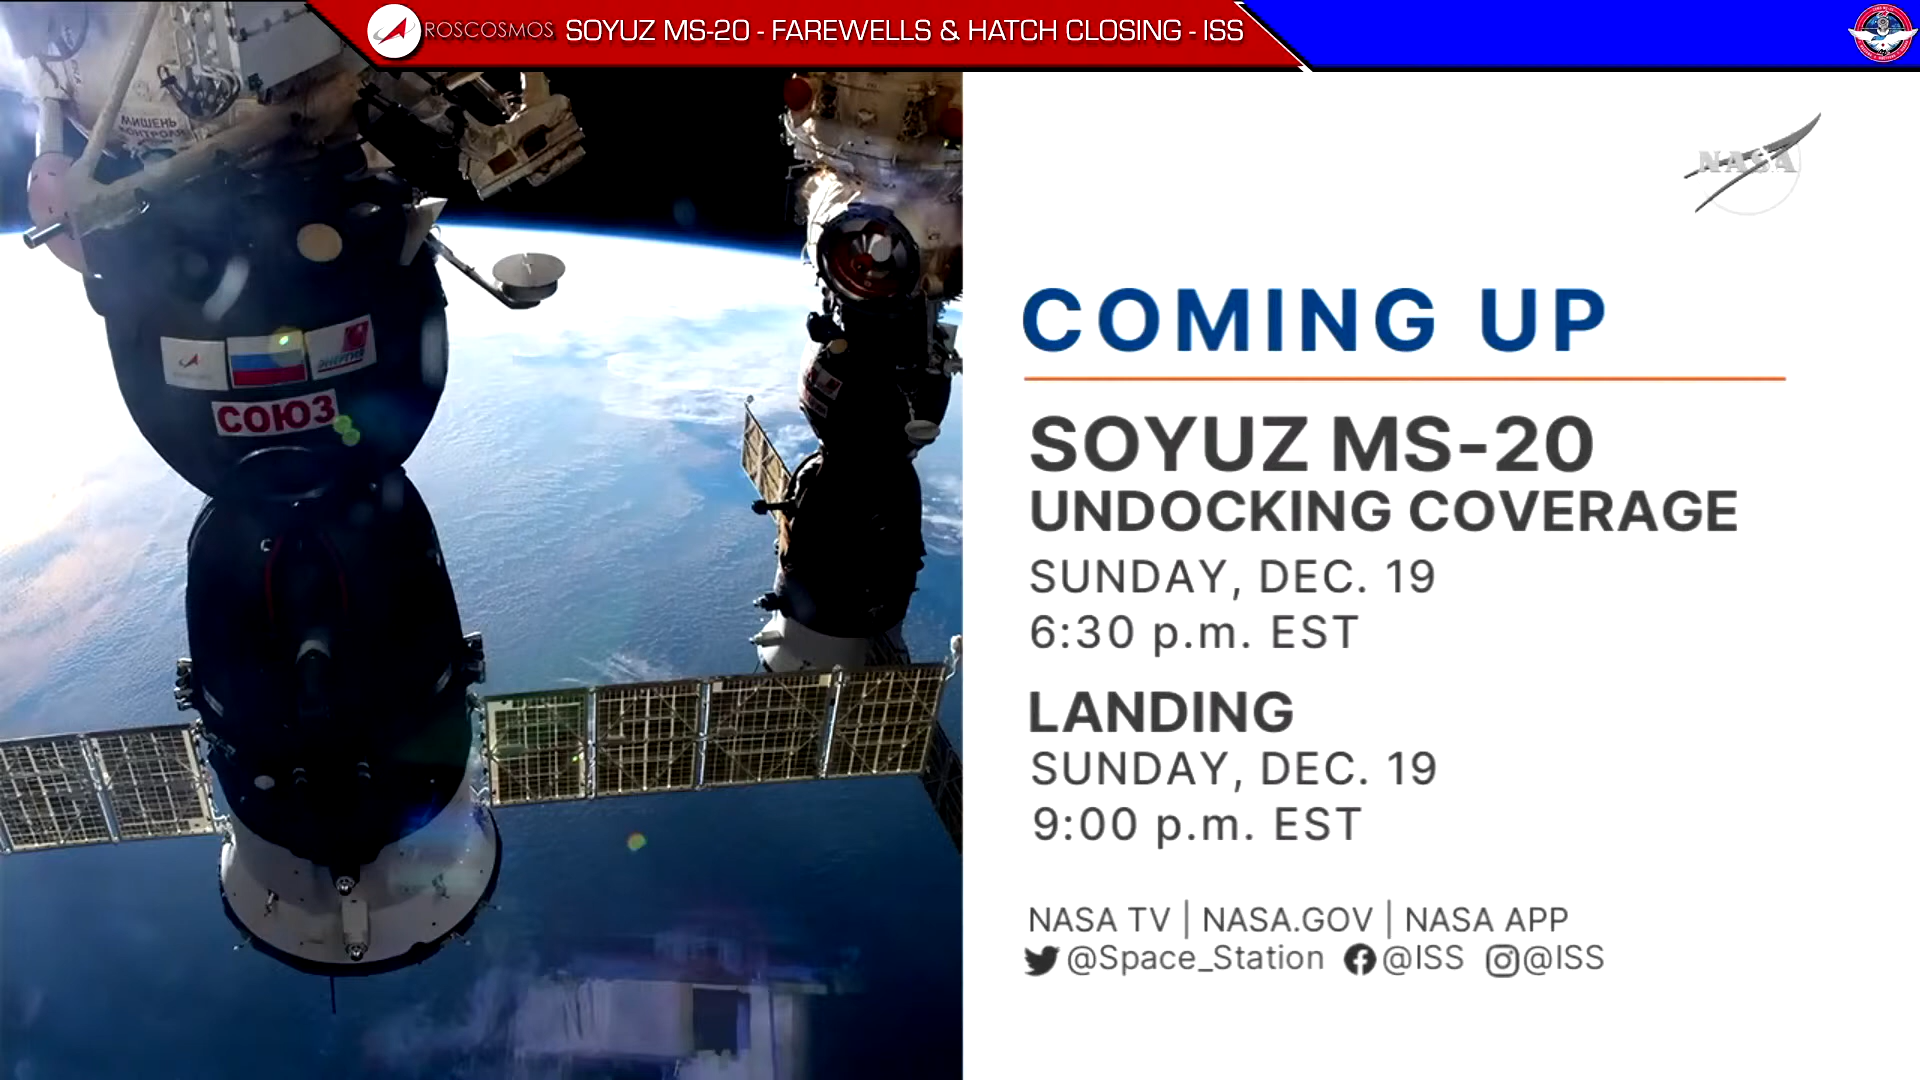 ROSCOSMOS SOYUZ MS-20 - FAREWELLS & HATCH CLOSING - ISS
МИШЕНЬ
КОНТРОЛЯ
ЭНЕРГИЯ
СОЮЗ
NASA
COMING UP
SOYUZ MS-20
UNDOCKING COVERAGE
SUNDAY, DEC. 19
6:30 p.m. EST
LANDING
SUNDAY, DEC. 19
9:00 p.m. EST
NASA TV | NASA.GOV | NASA APP
@Space_Station @ISS @ISS